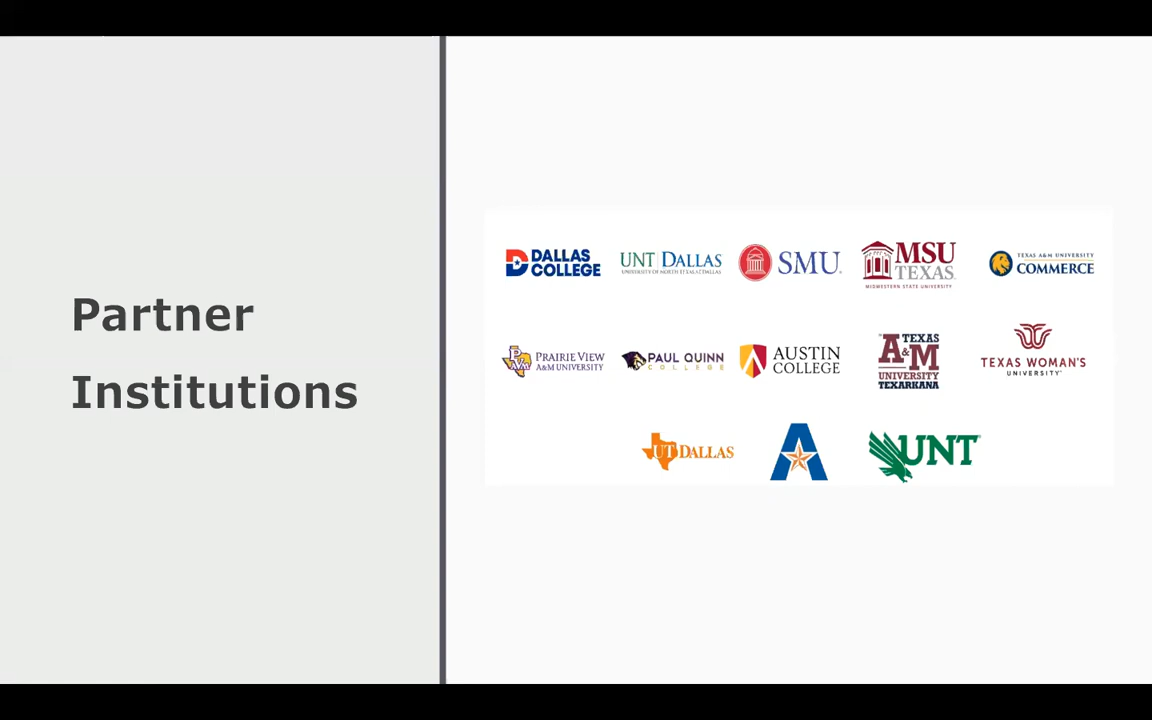 Partner
Institutions
DALLAS
COLLEGE
UNT DALLAS
UNIVERSITY OF NORTH TEXAS AT DALLAS
SMU
MSU
TEXAS
MIDWESTERN STATE UNIVERSITY
TEXAS A&M UNIVERSITY
COMMERCE
PV
PRAIRIE VIEW
A&M UNIVERSITY
PAUL QUINN
COLLEGE
AUSTIN
COLLEGE
TEXAS
A&M
UNIVERSITY
TEXARKANA
TEXAS WOMAN'S
UNIVERSITY
UT DALLAS
A
UNT